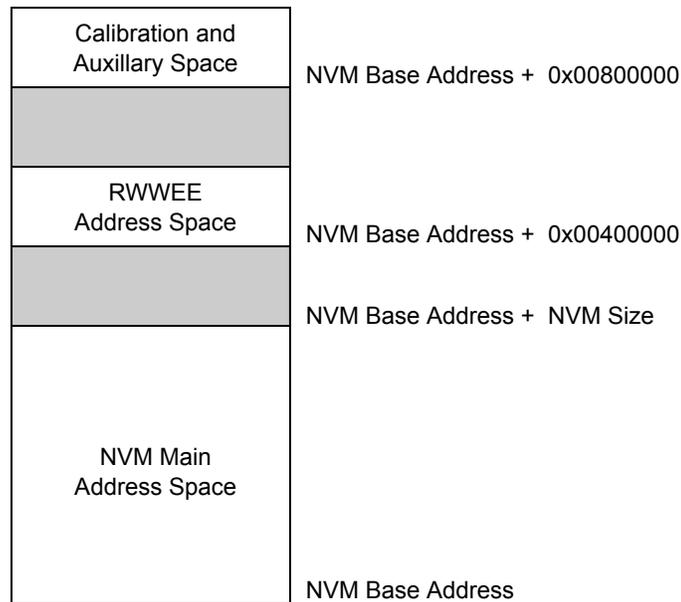 Calibration and
Auxillary Space
NVM Base Address + 0x00800000
RWWEE
Address Space
NVM Base Address + 0x00400000
NVM Base Address + NVM Size
NVM Main
Address Space
NVM Base Address